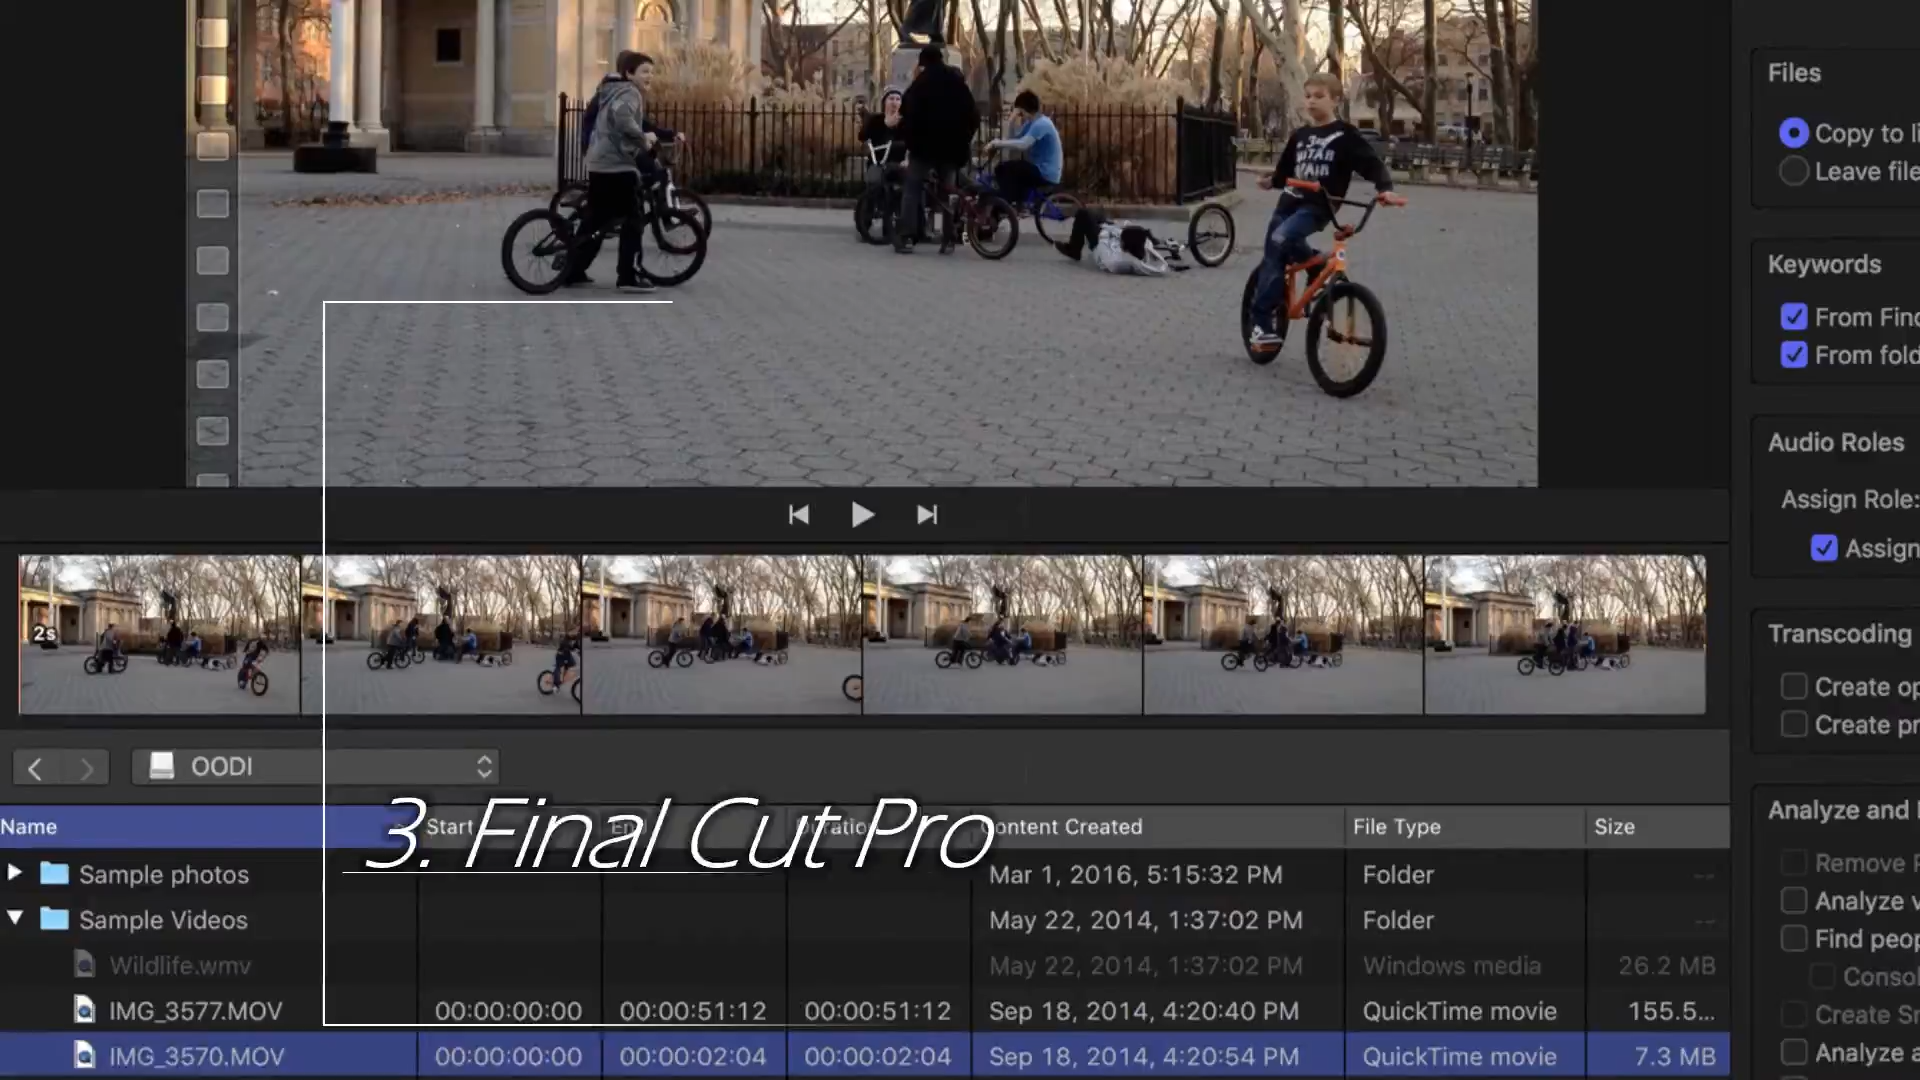 Files
Copy to li
Leave file
Keywords
From Find
From fold
Audio Roles
Assign Role:
Assign
2s
Transcoding
Create op
Create pr
OODI
Analyze and
Name Start End Duratio Content Created File Type Size
3. Final Cut Pro
Sample photos Mar 1, 2016, 5:15:32 PM Folder --
Remove
Sample Videos May 22, 2014, 1:37:02 PM Folder --
Analyze v
Find peop
Wildlife.wmv May 22, 2014, 1:37:02 PM Windows media 26.2 MB
Consol
IMG_3577.MOV 00:00:00:00 00:00:51:12 00:00:51:12 Sep 18, 2014, 4:20:40 PM QuickTime movie 155.5...
Create Sm
IMG_3570.MOV 00:00:00:00 00:00:02:04 00:00:02:04 Sep 18, 2014, 4:20:54 PM QuickTime movie 7.3 MB
Analyze a